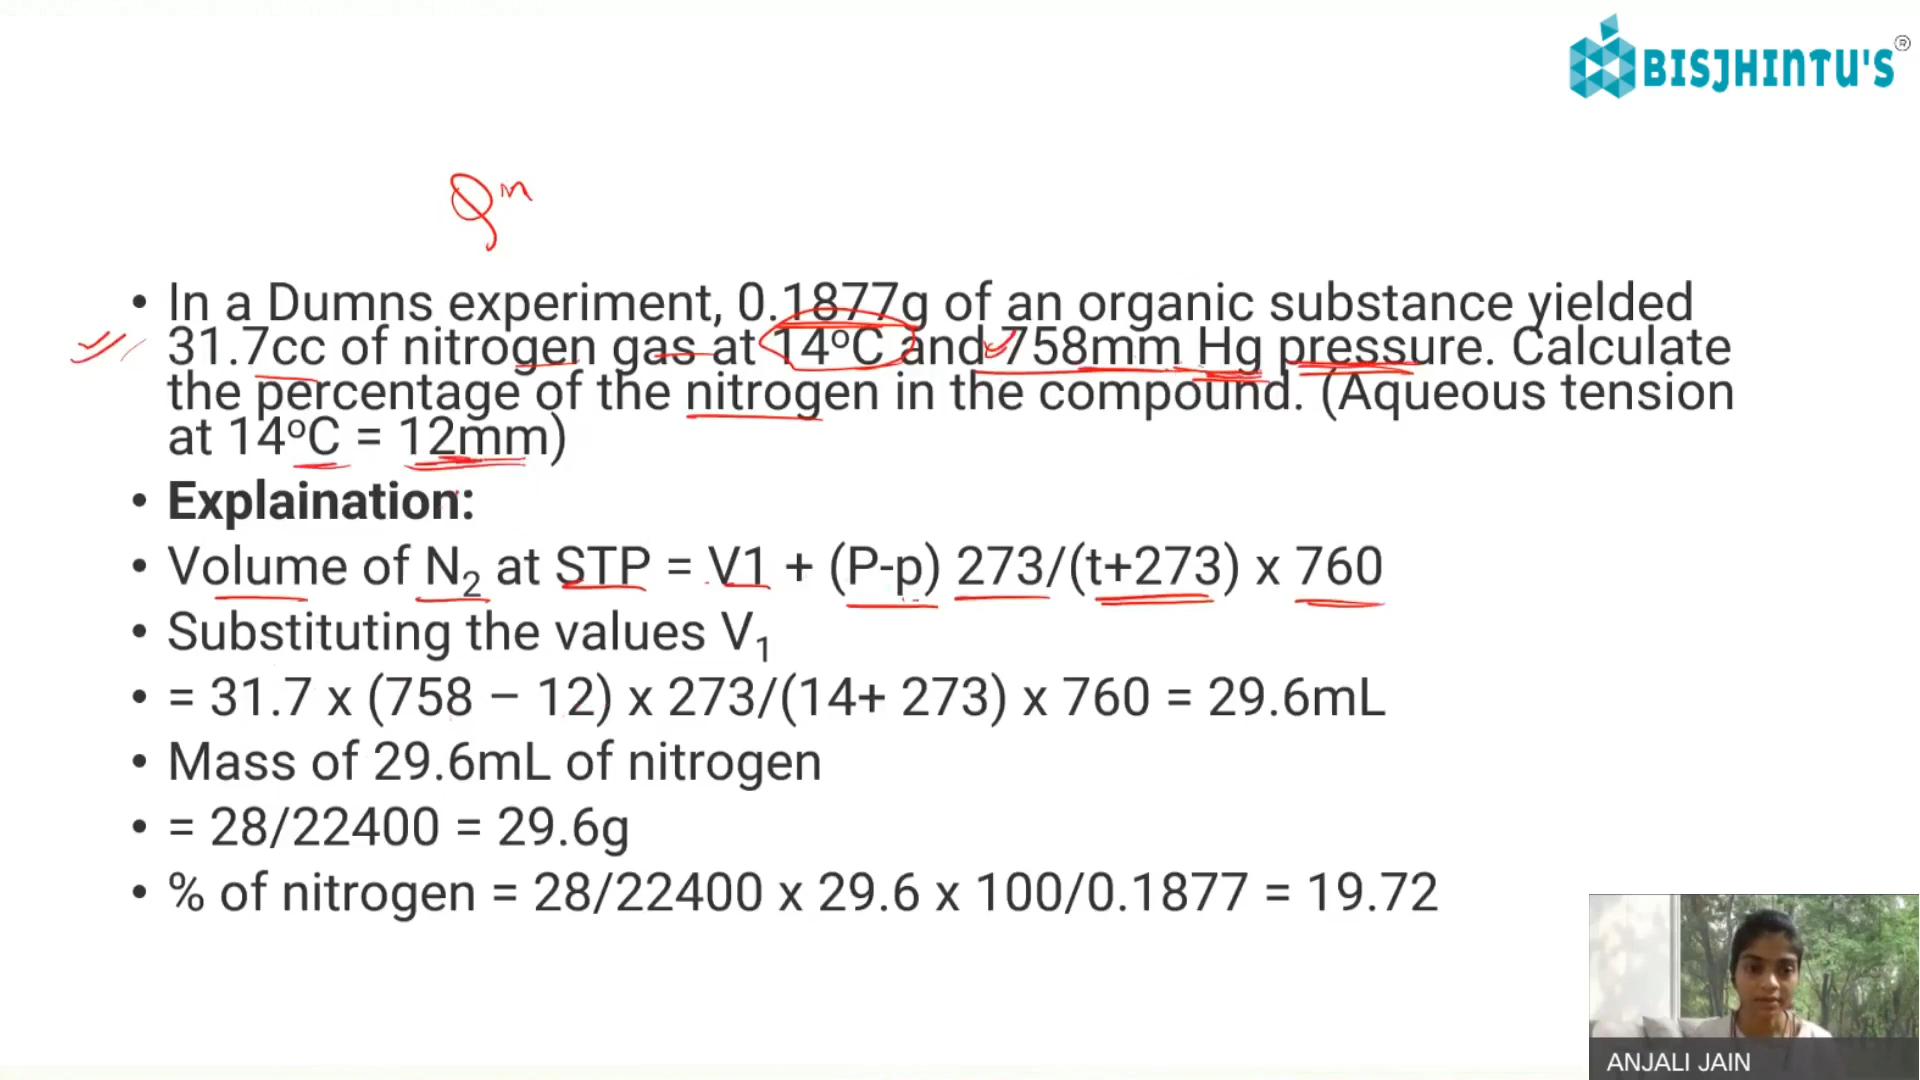 BISJHINTU'S®
Qn
• In a Dumns experiment, 0.1877g of an organic substance yielded
31.7cc of nitrogen gas at 14°C and 758mm Hg pressure. Calculate
the percentage of the nitrogen in the compound. (Aqueous tension
at 14°C = 12mm)
• Explaination:
• Volume of N₂ at STP = V1 + (P-p) 273/(t+273) x 760
• Substituting the values V₁
• = 31.7 x (758 – 12) x 273/(14+ 273) x 760 = 29.6mL
• Mass of 29.6mL of nitrogen
• = 28/22400 = 29.6g
• % of nitrogen = 28/22400 x 29.6 x 100/0.1877 = 19.72
ANJALI JAIN